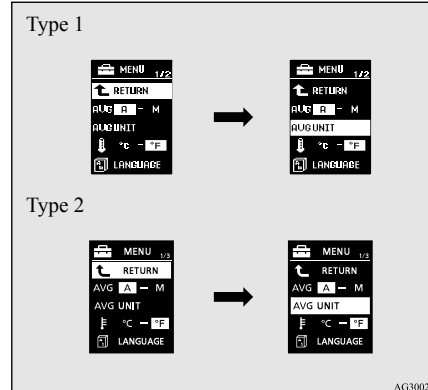 Type 1
MENU 1/2
RETURN
AVG A - M
AVG UNIT
°C - °F
LANGUAGE
MENU 1/2
RETURN
AVG A - M
AVG UNIT
°C - °F
LANGUAGE
Type 2
MENU 1/3
RETURN
AVG A - M
AVG UNIT
°C - °F
LANGUAGE
MENU 1/3
RETURN
AVG A - M
AVG UNIT
°C - °F
LANGUAGE
AG3002